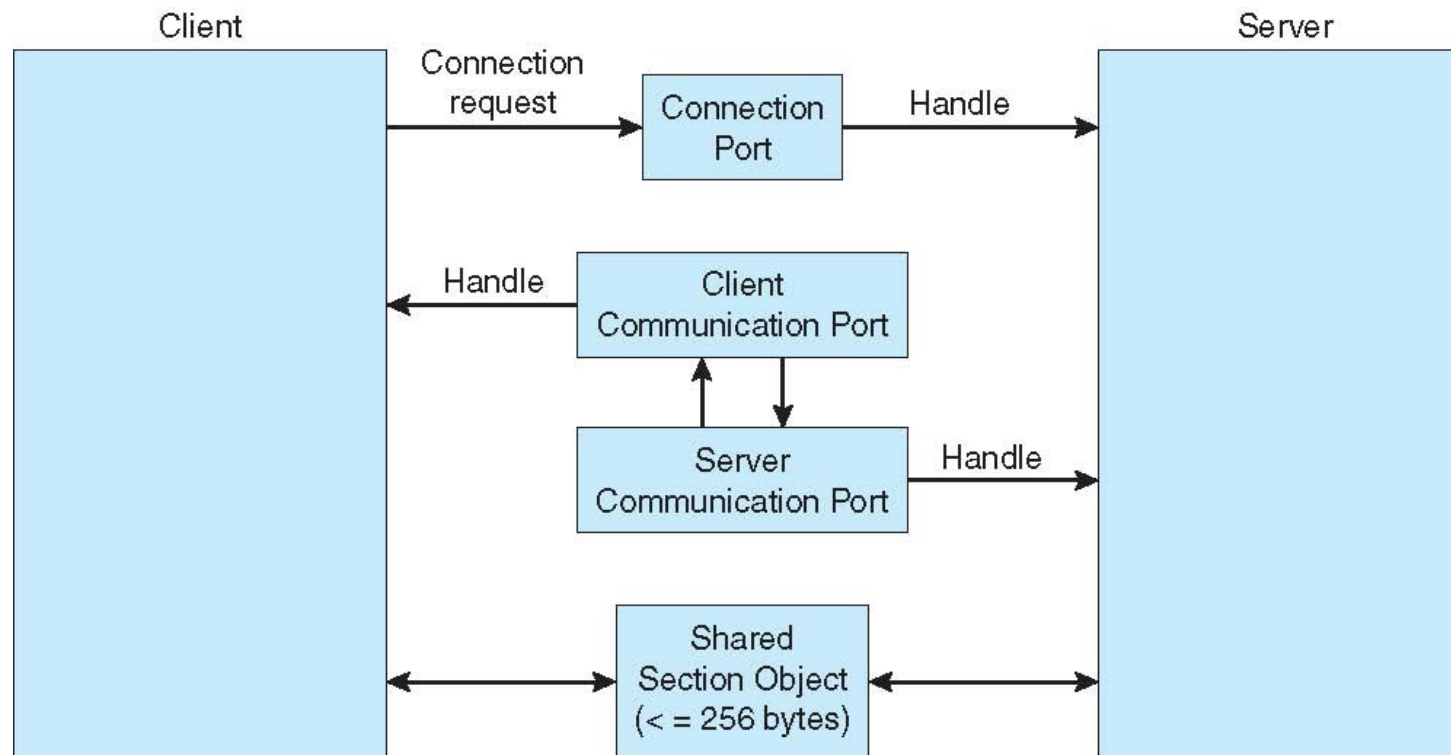 Client
Server
Connection
request
Connection
Port
Handle
Handle
Client
Communication Port
Server
Communication Port
Handle
Shared
Section Object
(< = 256 bytes)